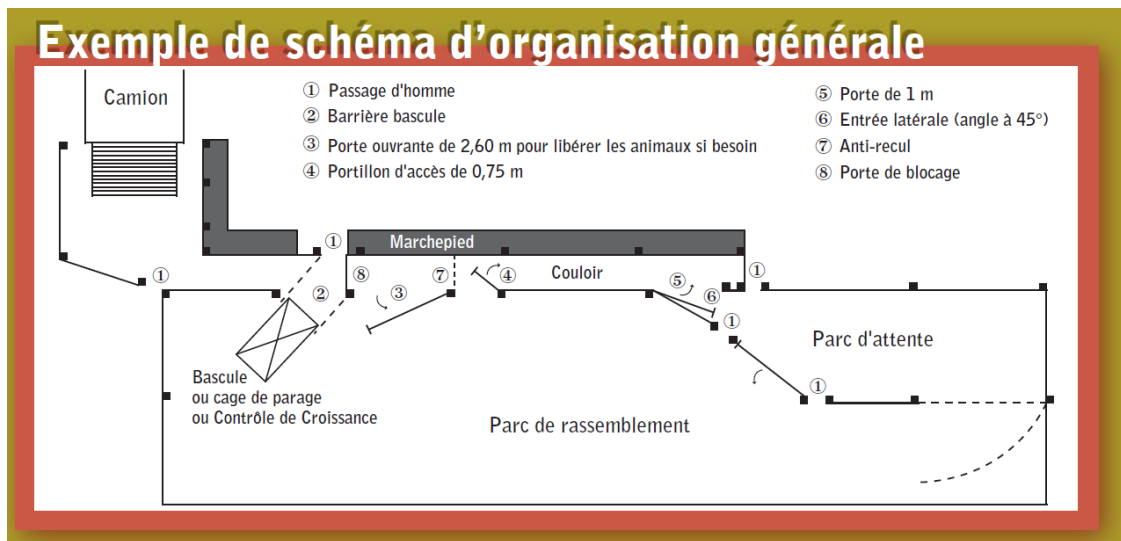 Exemple de schéma d'organisation générale
Camion
① Passage d'homme
② Barrière bascule
③ Porte ouvrante de 2,60 m pour libérer les animaux si besoin
④ Portillon d'accès de 0,75 m
⑤ Porte de 1 m
⑥ Entrée latérale (angle à 45°)
⑦ Anti-recul
⑧ Porte de blocage
①
Marchepied
①
⑧
⑦
④
Couloir
⑤
①
②
③
⑥
①
Parc d'attente
Bascule
ou cage de parage
ou Contrôle de Croissance
①
Parc de rassemblement